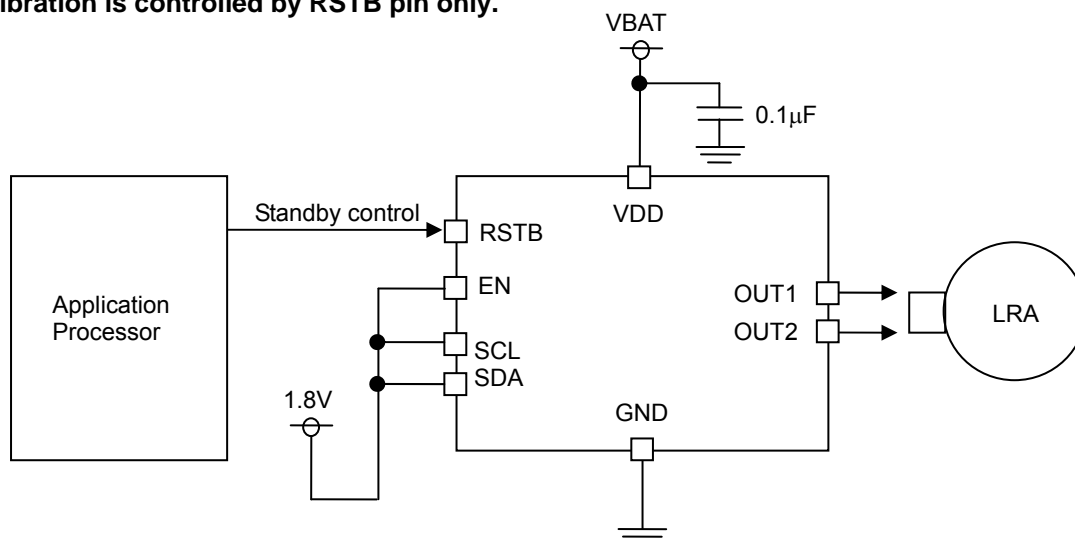 ibration is controlled by RSTB pin only.
VBAT
0.1μF
Standby control
RSTB
VDD
EN
Application
Processor
OUT1
OUT2
LRA
SCL
SDA
1.8V
GND